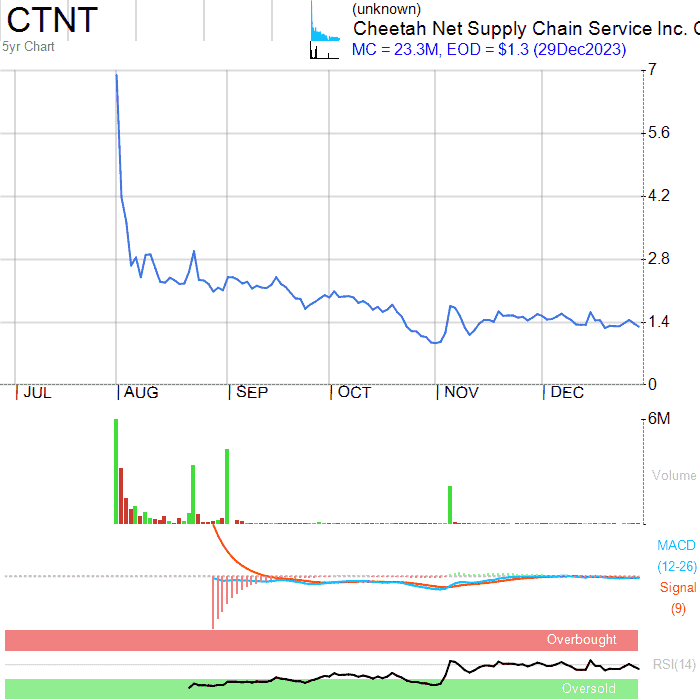 CTNT
5yr Chart
(unknown)
Cheetah Net Supply Chain Service Inc. C
MC = 23.3M, EOD = $1.3 (29Dec2023)
7
5.6
4.2
2.8
1.4
0
JUL AUG SEP OCT NOV DEC
6M
Volume
MACD
(12-26)
Signal
(9)
Overbought
RSI(14)
Oversold